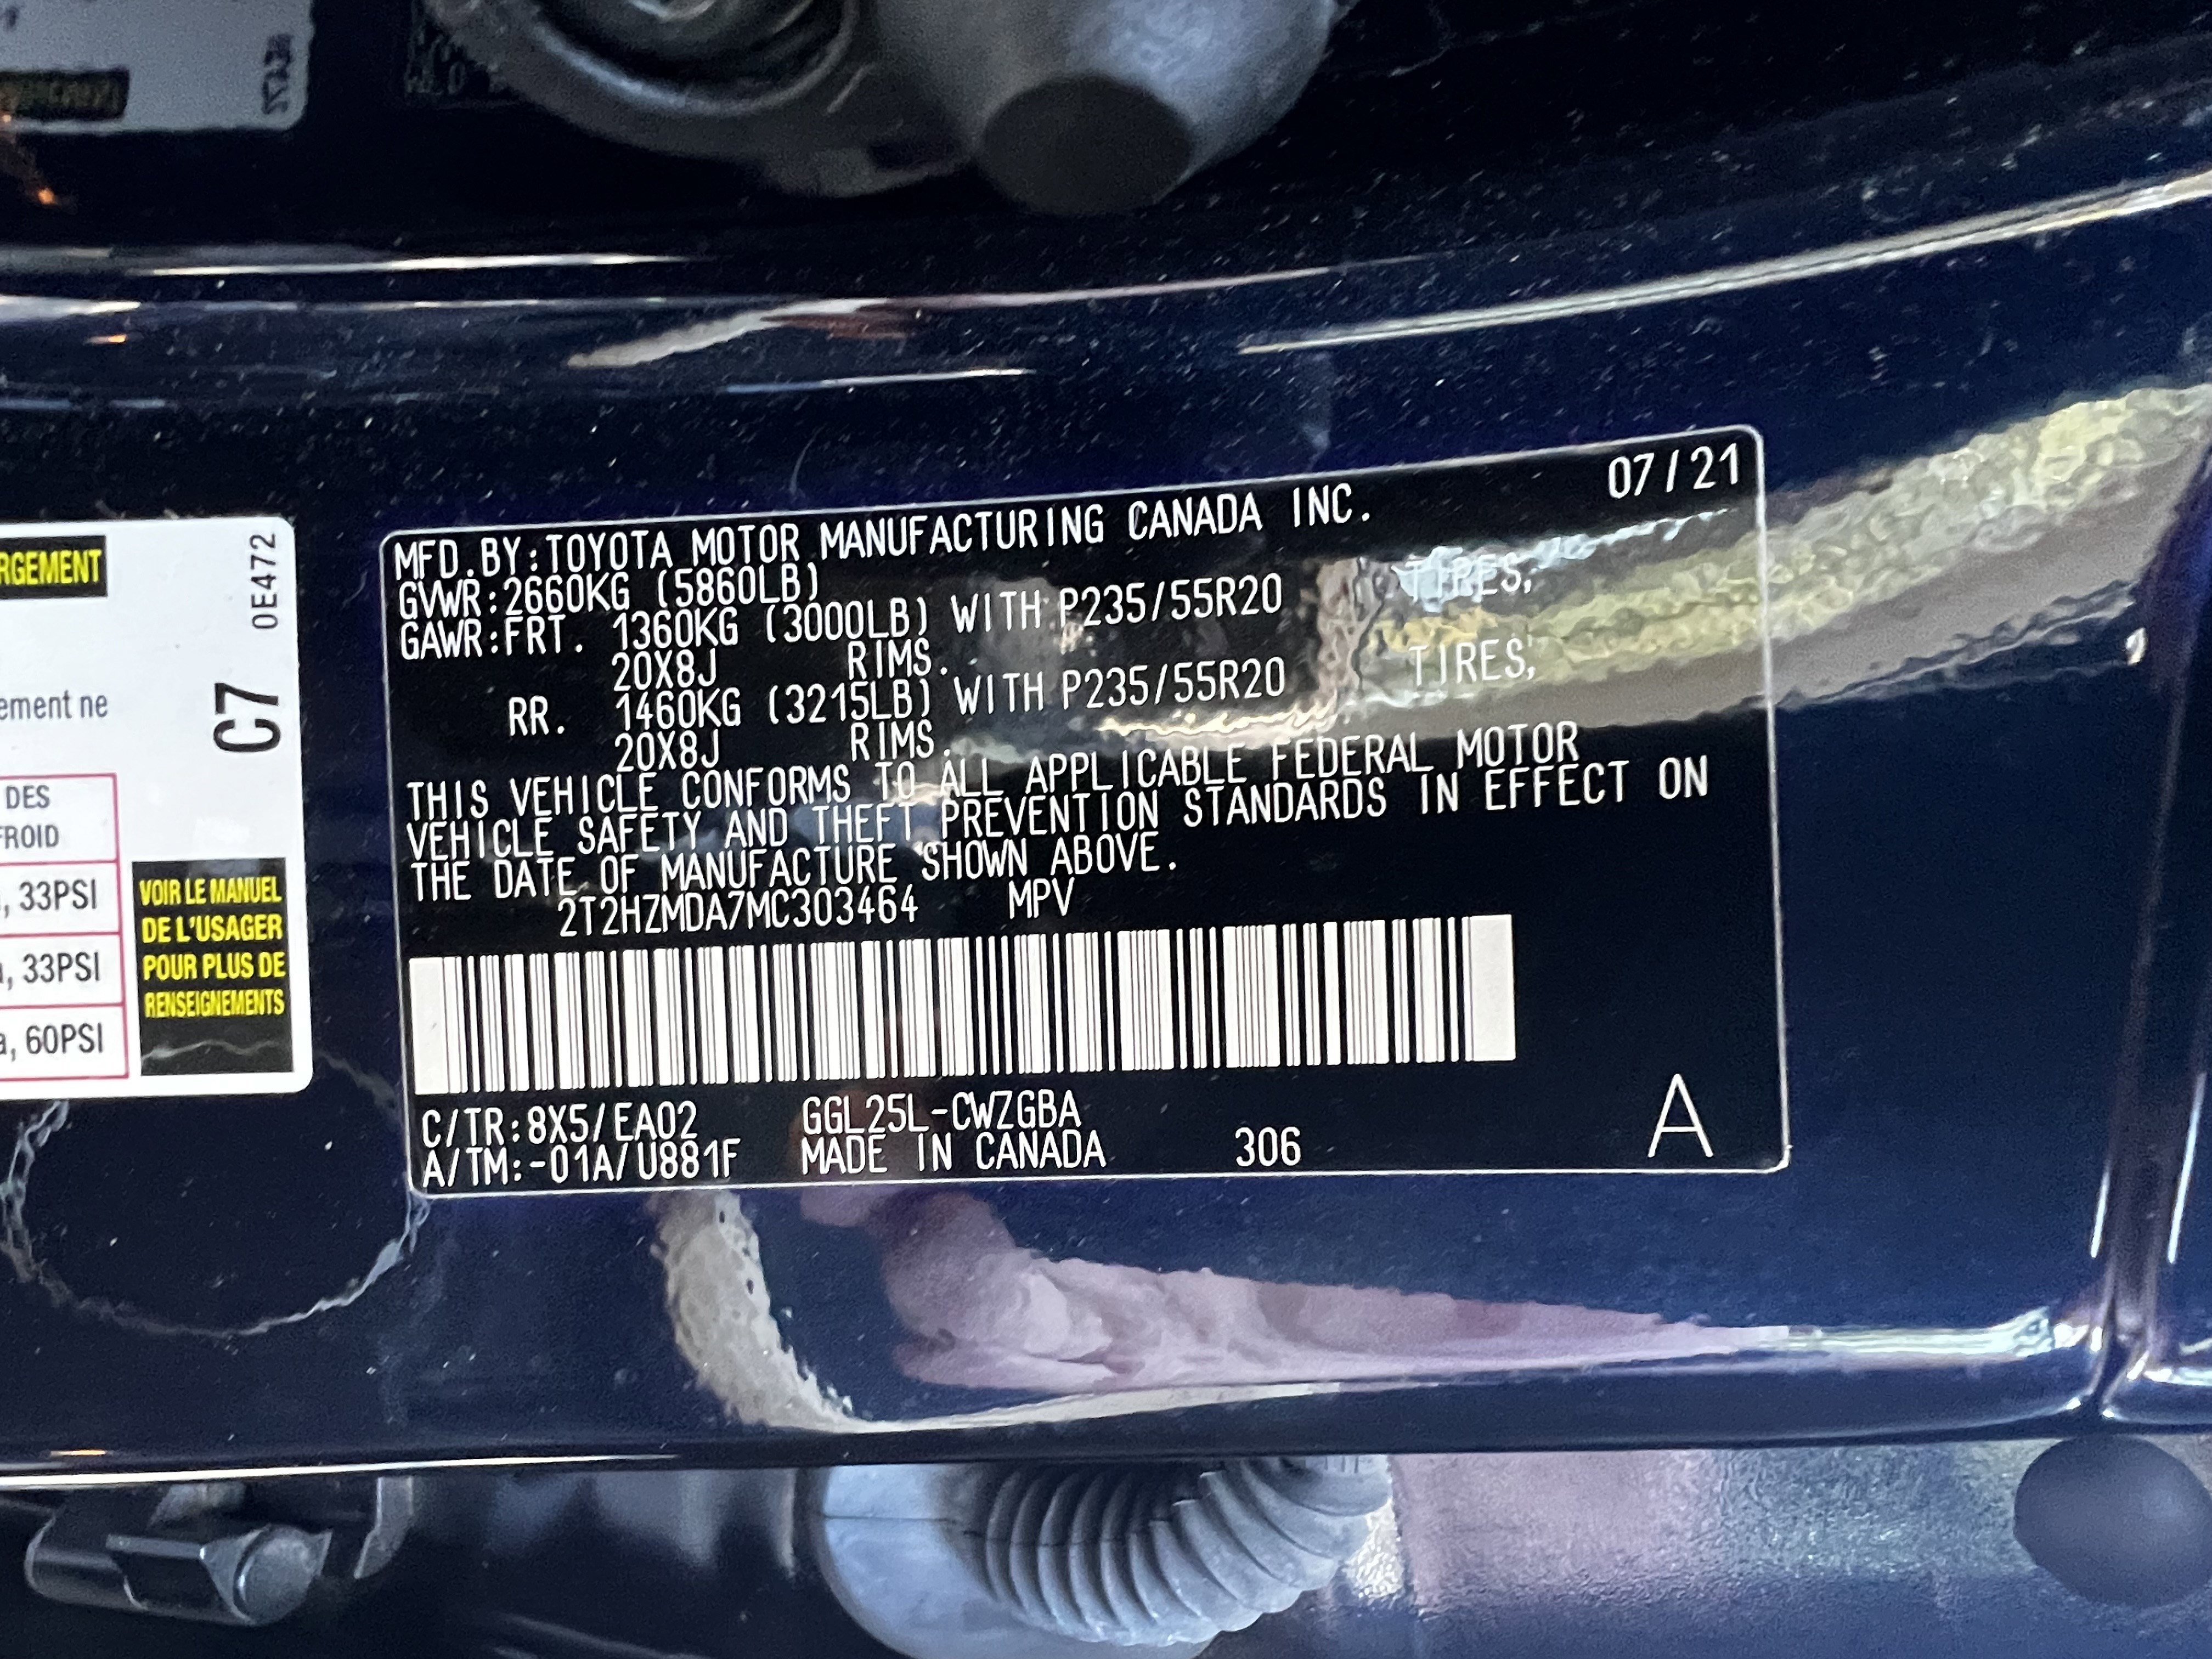 RGEMENT
0E472
C7
ement ne
DES
FROID
, 33PSI
, 33PSI
a, 60PSI
VOIR LE MANUEL
DE L'USAGER
POUR PLUS DE
RENSEIGNEMENTS
07/21
MFD.BY:TOYOTA MOTOR MANUFACTURING CANADA INC.
GVWR:2660KG (5860LB)
GAWR:FRT. 1360KG (3000LB) WITH P235/55R20 TIRES,
20X8J RIMS.
RR. 1460KG (3215LB) WITH P235/55R20 TIRES,
20X8J RIMS.
THIS VEHICLE CONFORMS TO ALL APPLICABLE FEDERAL MOTOR
VEHICLE SAFETY AND THEFT PREVENTION STANDARDS IN EFFECT ON
THE DATE OF MANUFACTURE SHOWN ABOVE.
2T2HZMDA7MC303464 MPV
C/TR:8X5/EA02 GGL25L-CWZGBA
A/TM:-01A/U881F MADE IN CANADA 306 A